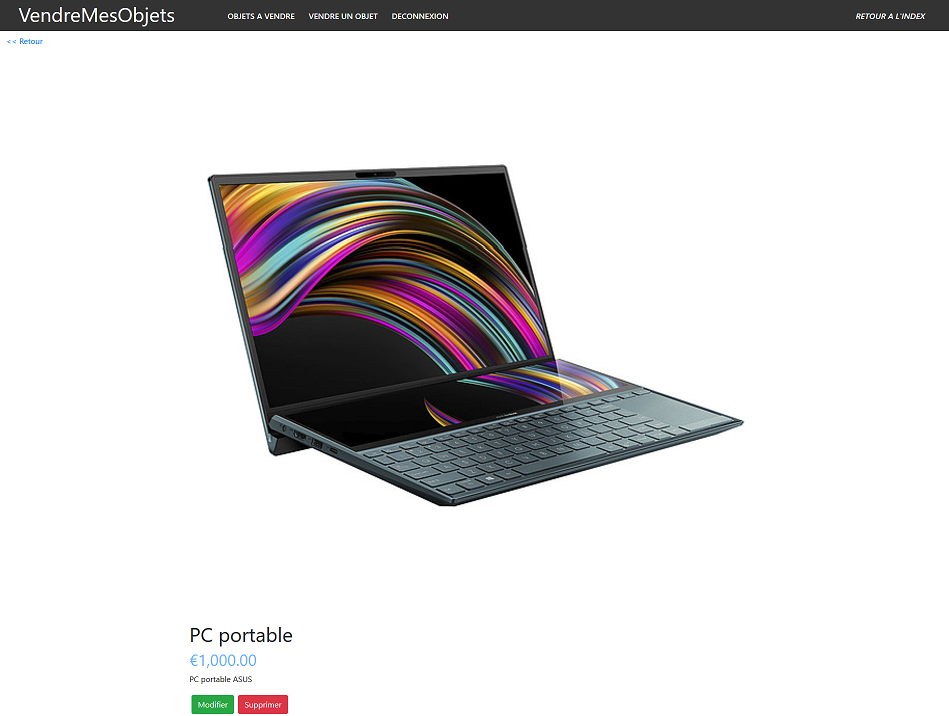 VendreMesObjets
OBJETS A VENDRE VENDRE UN OBJET DECONNEXION
RETOUR A L'INDEX
<< Retour
PC portable
€1,000.00
PC portable ASUS
Modifier Supprimer